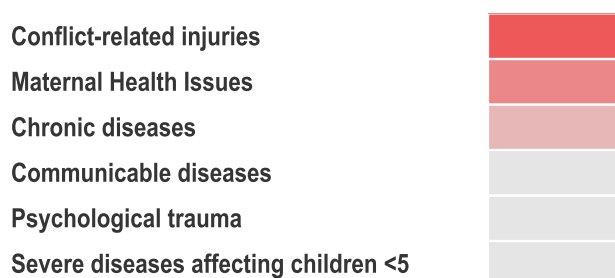 Conflict-related injuries
Maternal Health Issues
Chronic diseases
Communicable diseases
Psychological trauma
Severe diseases affecting children <5